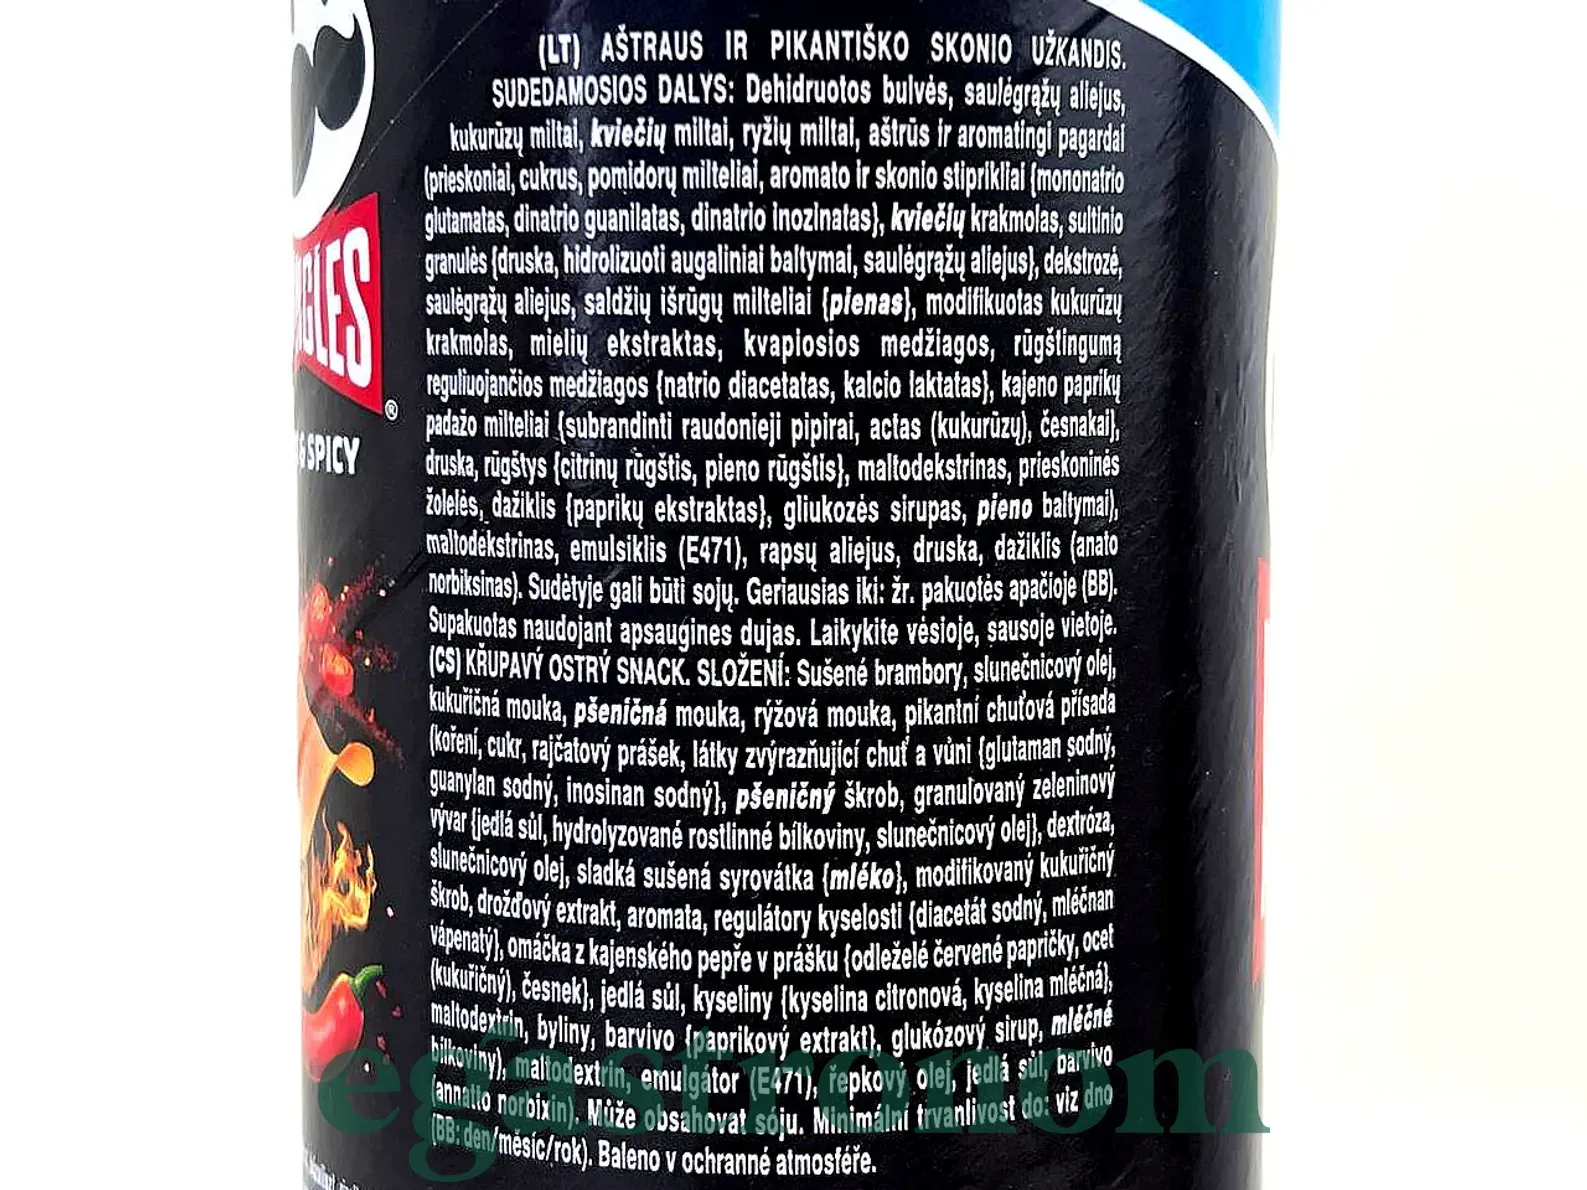 GLES
®
& SPICY
(LT) AŠTRAUS IR PIKANTIŠKO SKONIO UŽKANDIS.
SUDEDAMOSIOS DALYS: Dehidruotos bulvės, saulėgrąžų aliejus,
kukurūzų miltai, kviečių miltai, ryžių miltai, aštrūs ir aromatingi pagardai
(prieskoniai, cukrus, pomidorų milteliai, aromato ir skonio stiprikliai {mononatrio
glutamatas, dinatrio guanilatas, dinatrio inozinatas}, kviečių krakmolas, sultinio
granulės {druska, hidrolizuoti augaliniai baltymai, saulėgrąžų aliejus}, dekstrozė,
saulėgrąžų aliejus, saldžių išrūgų milteliai {pienas}, modifikuotas kukurūzų
krakmolas, mielių ekstraktas, kvapiosios medžiagos, rūgštingumą
reguliuojančios medžiagos {natrio diacetatas, kalcio laktatas}, kajeno paprikų
padažo milteliai {subrandinti raudonieji pipirai, actas (kukurūzų), česnakai},
druska, rūgštys {citrinų rūgštis, pieno rūgštis}, maltodekstrinas, prieskoninės
žolelės, dažiklis {paprikų ekstraktas}, gliukozės sirupas, pieno baltymai),
maltodekstrinas, emulsiklis (E471), rapsų aliejus, druska, dažiklis (anato
norbiksinas). Sudėtyje gali būti sojų. Geriausias iki: žr. pakuotės apačioje (BB).
Supakuotas naudojant apsaugines dujas. Laikykite vėsioje, sausoje vietoje.
(CS) KŘUPAVÝ OSTRÝ SNACK. SLOŽENÍ: Sušené brambory, slunečnicový olej,
kukuřičná mouka, pšeničná mouka, rýžová mouka, pikantní chuťová přísada
(koření, cukr, rajčatový prášek, látky zvýrazňující chuť a vůni {glutaman sodný,
guanylan sodný, inosinan sodný}, pšeničný škrob, granulovaný zeleninový
vývar {jedlá sůl, hydrolyzované rostlinné bílkoviny, slunečnicový olej}, dextróza,
slunečnicový olej, sladká sušená syrovátka {mléko}, modifikovaný kukuřičný
škrob, drožďový extrakt, aromata, regulátory kyselosti {diacetát sodný, mléčnan
vápenatý}, omáčka z kajenského pepře v prášku {odleželé červené papričky, ocet
(kukuřičný), česnek}, jedlá sůl, kyseliny {kyselina citronová, kyselina mléčná},
maltodextrin, byliny, barvivo {paprikový extrakt}, glukózový sirup, mléčné
bílkoviny), maltodextrin, emulgátor (E471), řepkový olej, jedlá sůl, barvivo
(annatto norbixin). Může obsahovat sóju. Minimální trvanlivost do: viz dno
(BB: den/měsíc/rok). Baleno v ochranné atmosféře.
egastronom